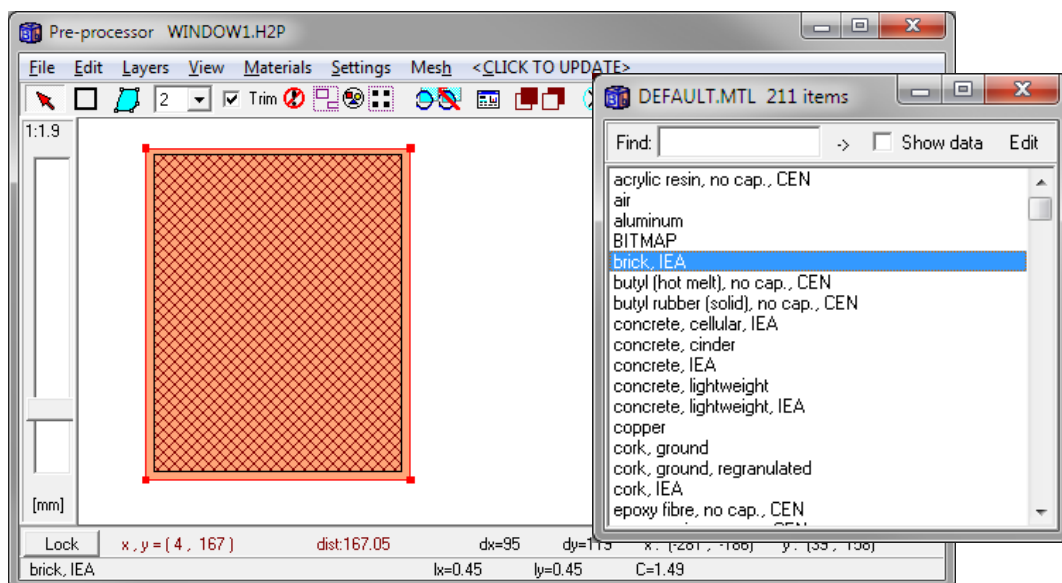 Pre-processor WINDOW1.H2P
File Edit Layers View Materials Settings Mesh <CLICK TO UPDATE>
2 Trim
1:1.9
[mm]
Lock x , y = ( 4 , 167 ) dist:167.05 dx=95 dy=119 x : (-281 , -186) y : (39 , 158)
brick, IEA lx=0.45 ly=0.45 C=1.49
DEFAULT.MTL 211 items
Find: -> Show data Edit
acrylic resin, no cap., CEN
air
aluminum
BITMAP
brick, IEA
butyl (hot melt), no cap., CEN
butyl rubber (solid), no cap., CEN
concrete, cellular, IEA
concrete, cinder
concrete, IEA
concrete, lightweight
concrete, lightweight, IEA
copper
cork, ground
cork, ground, regranulated
cork, IEA
epoxy fibre, no cap., CEN